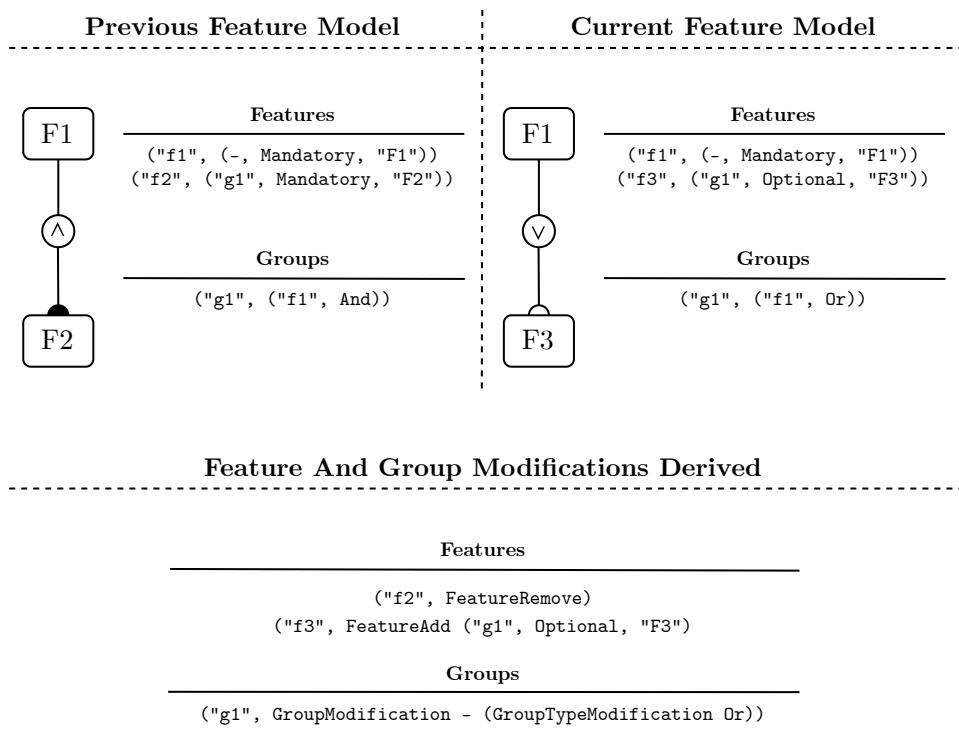 Previous Feature Model
F1
Features
("f1", (-, Mandatory, "F1"))
("f2", ("g1", Mandatory, "F2"))
∧
Groups
("g1", ("f1", And))
F2
Current Feature Model
F1
Features
("f1", (-, Mandatory, "F1"))
("f3", ("g1", Optional, "F3"))
∨
Groups
("g1", ("f1", Or))
F3
Feature And Group Modifications Derived
Features
("f2", FeatureRemove)
("f3", FeatureAdd ("g1", Optional, "F3")
Groups
("g1", GroupModification - (GroupTypeModification Or))